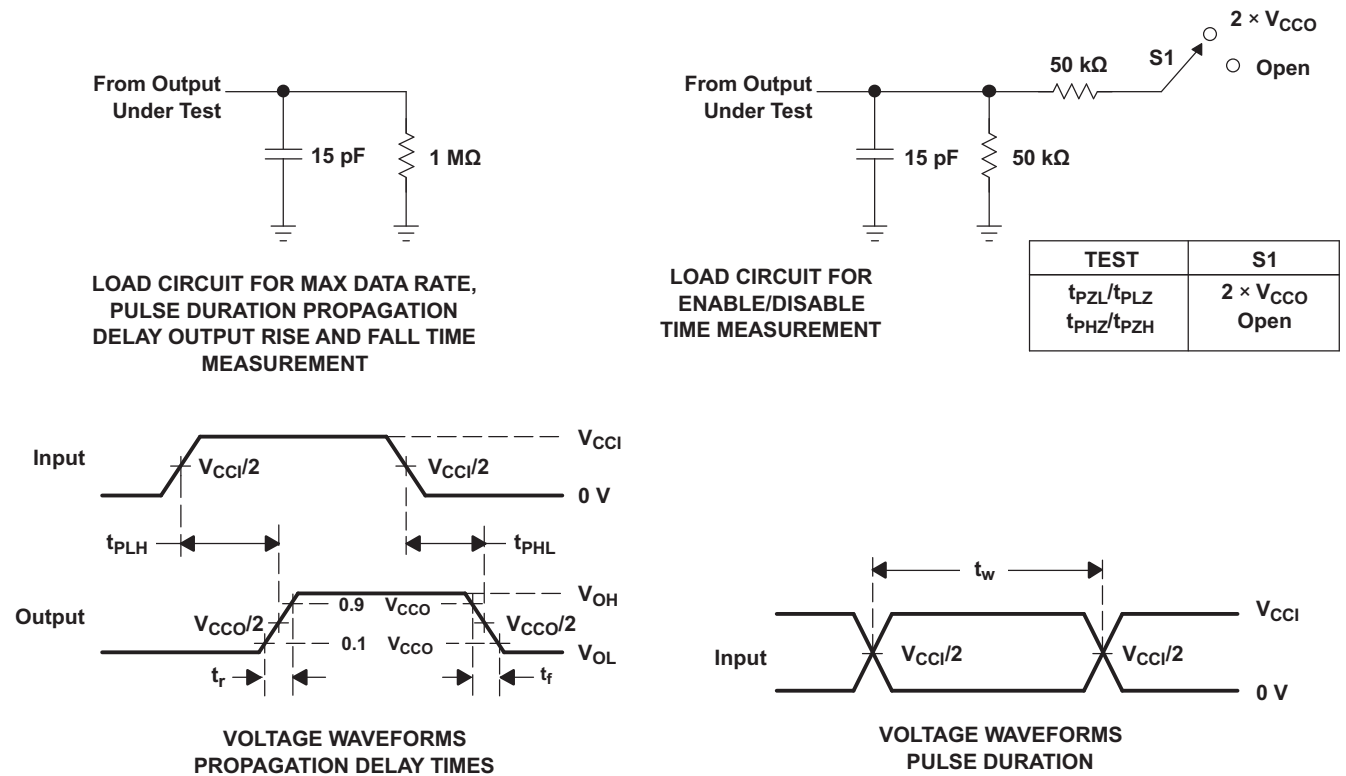 From Output
Under Test
15 pF
1 MΩ
LOAD CIRCUIT FOR MAX DATA RATE,
PULSE DURATION PROPAGATION
DELAY OUTPUT RISE AND FALL TIME
MEASUREMENT
2 × VCCO
S1
Open
50 kΩ
From Output
Under Test
15 pF
50 kΩ
LOAD CIRCUIT FOR
ENABLE/DISABLE
TIME MEASUREMENT
TEST S1
tPZL/tPLZ 2 × VCCO
tPHZ/tPZH Open
Input
VCCI/2
VCCI/2
VCCI
0 V
tPLH
tPHL
Output
VCCO/2
0.9 VCCO
0.1 VCCO
VCCO/2
VOH
VOL
tr
tf
VOLTAGE WAVEFORMS
PROPAGATION DELAY TIMES
tw
Input
VCCI/2
VCCI/2
VCCI
0 V
VOLTAGE WAVEFORMS
PULSE DURATION